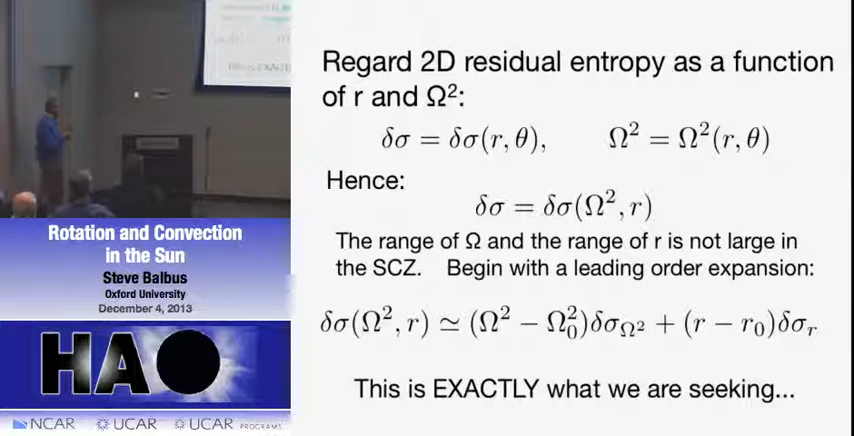 Regard 2D residual entropy as a function
of r and Ω²:
δσ = δσ(r, θ), Ω² = Ω²(r, θ)
Hence:
δσ = δσ(Ω², r)
The range of Ω and the range of r is not large in
the SCZ. Begin with a leading order expansion:
δσ(Ω², r) ≃ (Ω² − Ω₀²)δσ_Ω² + (r − r₀)δσᵣ
This is EXACTLY what we are seeking...
Rotation and Convection
in the Sun
Steve Balbus
Oxford University
December 4, 2013
HAO
NCAR UCAR UCAR PROGRAMS